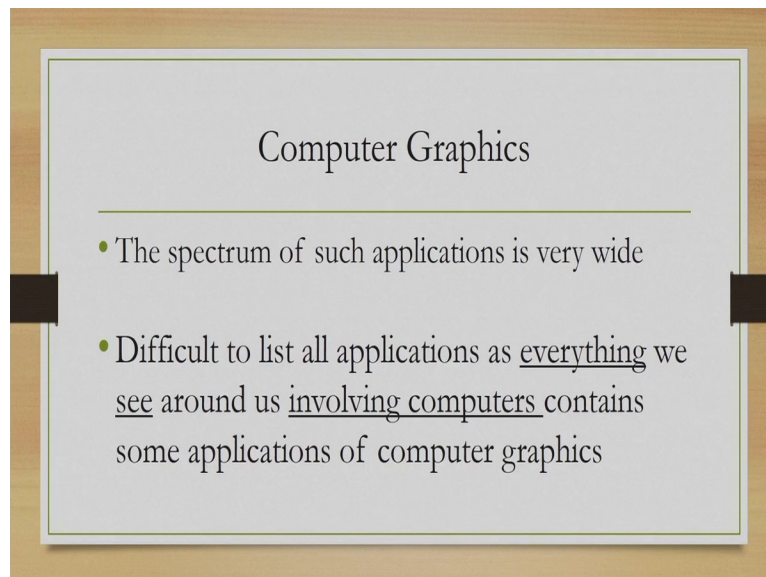 Computer Graphics
• The spectrum of such applications is very wide
• Difficult to list all applications as everything we
see around us involving computers contains
some applications of computer graphics